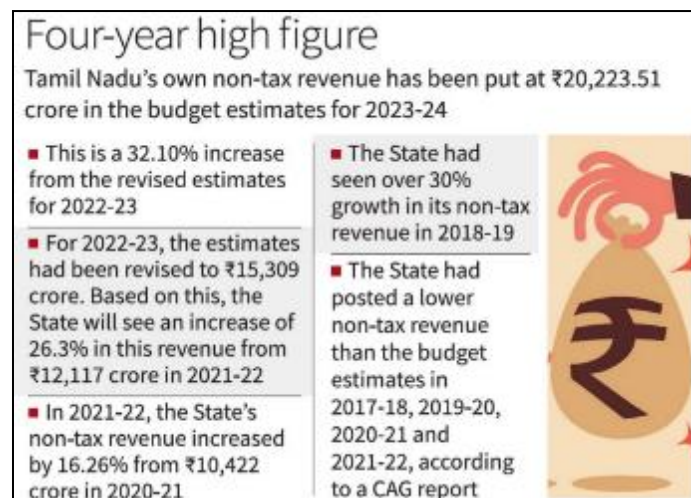 Four-year high figure
Tamil Nadu's own non-tax revenue has been put at ₹20,223.51
crore in the budget estimates for 2023-24
■ This is a 32.10% increase
from the revised estimates
for 2022-23
■ For 2022-23, the estimates
had been revised to ₹15,309
crore. Based on this, the
State will see an increase of
26.3% in this revenue from
₹12,117 crore in 2021-22
■ In 2021-22, the State's
non-tax revenue increased
by 16.26% from ₹10,422
crore in 2020-21
■ The State had
seen over 30%
growth in its non-tax
revenue in 2018-19
■ The State had
posted a lower
non-tax revenue
than the budget
estimates in
2017-18, 2019-20,
2020-21 and
2021-22, according
to a CAG report
₹